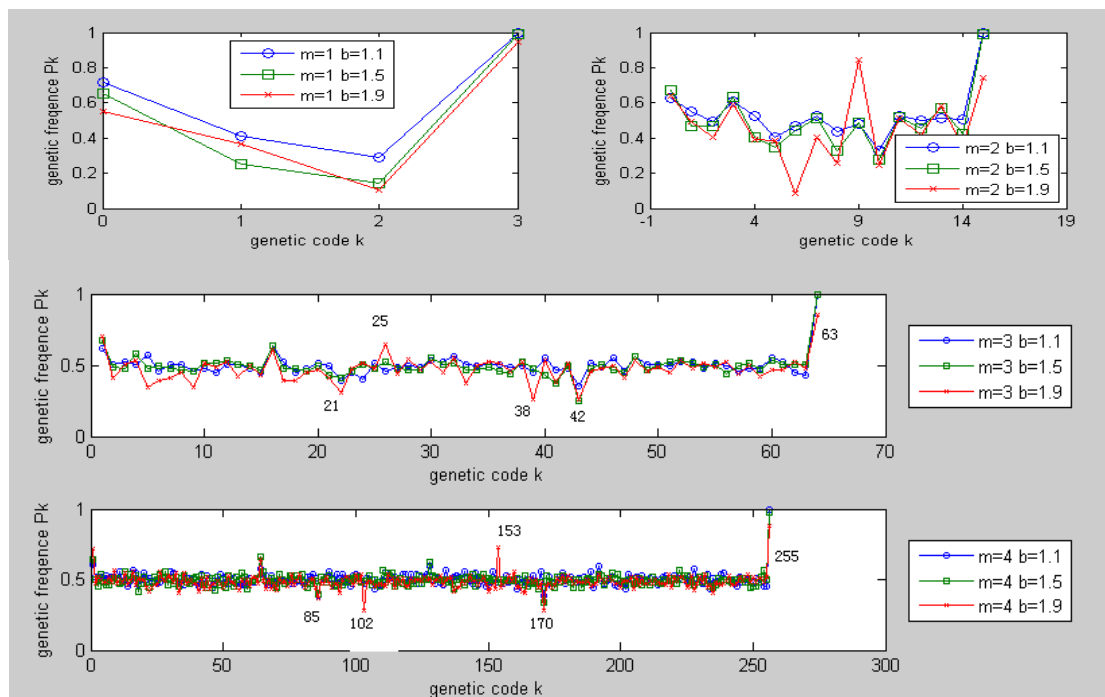 genetic freqence Pk
1
0.8
0.6
0.4
0.2
0
0 1 2 3
genetic code k
m=1 b=1.1
m=1 b=1.5
m=1 b=1.9
genetic freqence Pk
1
0.8
0.6
0.4
0.2
0
-1 4 9 14 19
genetic code k
m=2 b=1.1
m=2 b=1.5
m=2 b=1.9
genetic freqence Pk
1
0.5
0
0 10 20 30 40 50 60 70
genetic code k
21
25
38
42
63
m=3 b=1.1
m=3 b=1.5
m=3 b=1.9
genetic freqence Pk
1
0.5
0
0 50 100 150 200 250 300
genetic code k
85
102
153
170
255
m=4 b=1.1
m=4 b=1.5
m=4 b=1.9